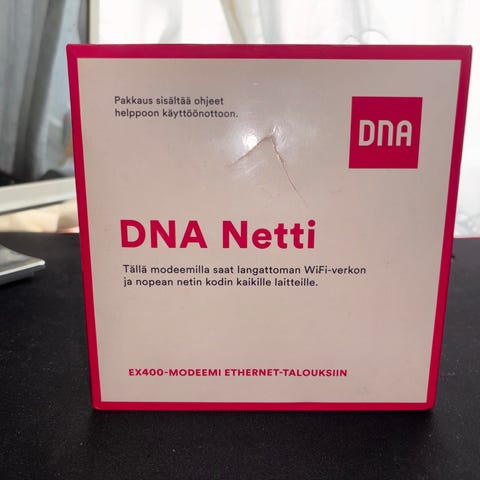 Pakkaus sisältää ohjeet
helppoon käyttöönottoon.
DNA
DNA Netti
Tällä modeemilla saat langattoman WiFi-verkon
ja nopean netin kodin kaikille laitteille.
EX400-MODEEMI ETHERNET-TALOUKSIIN